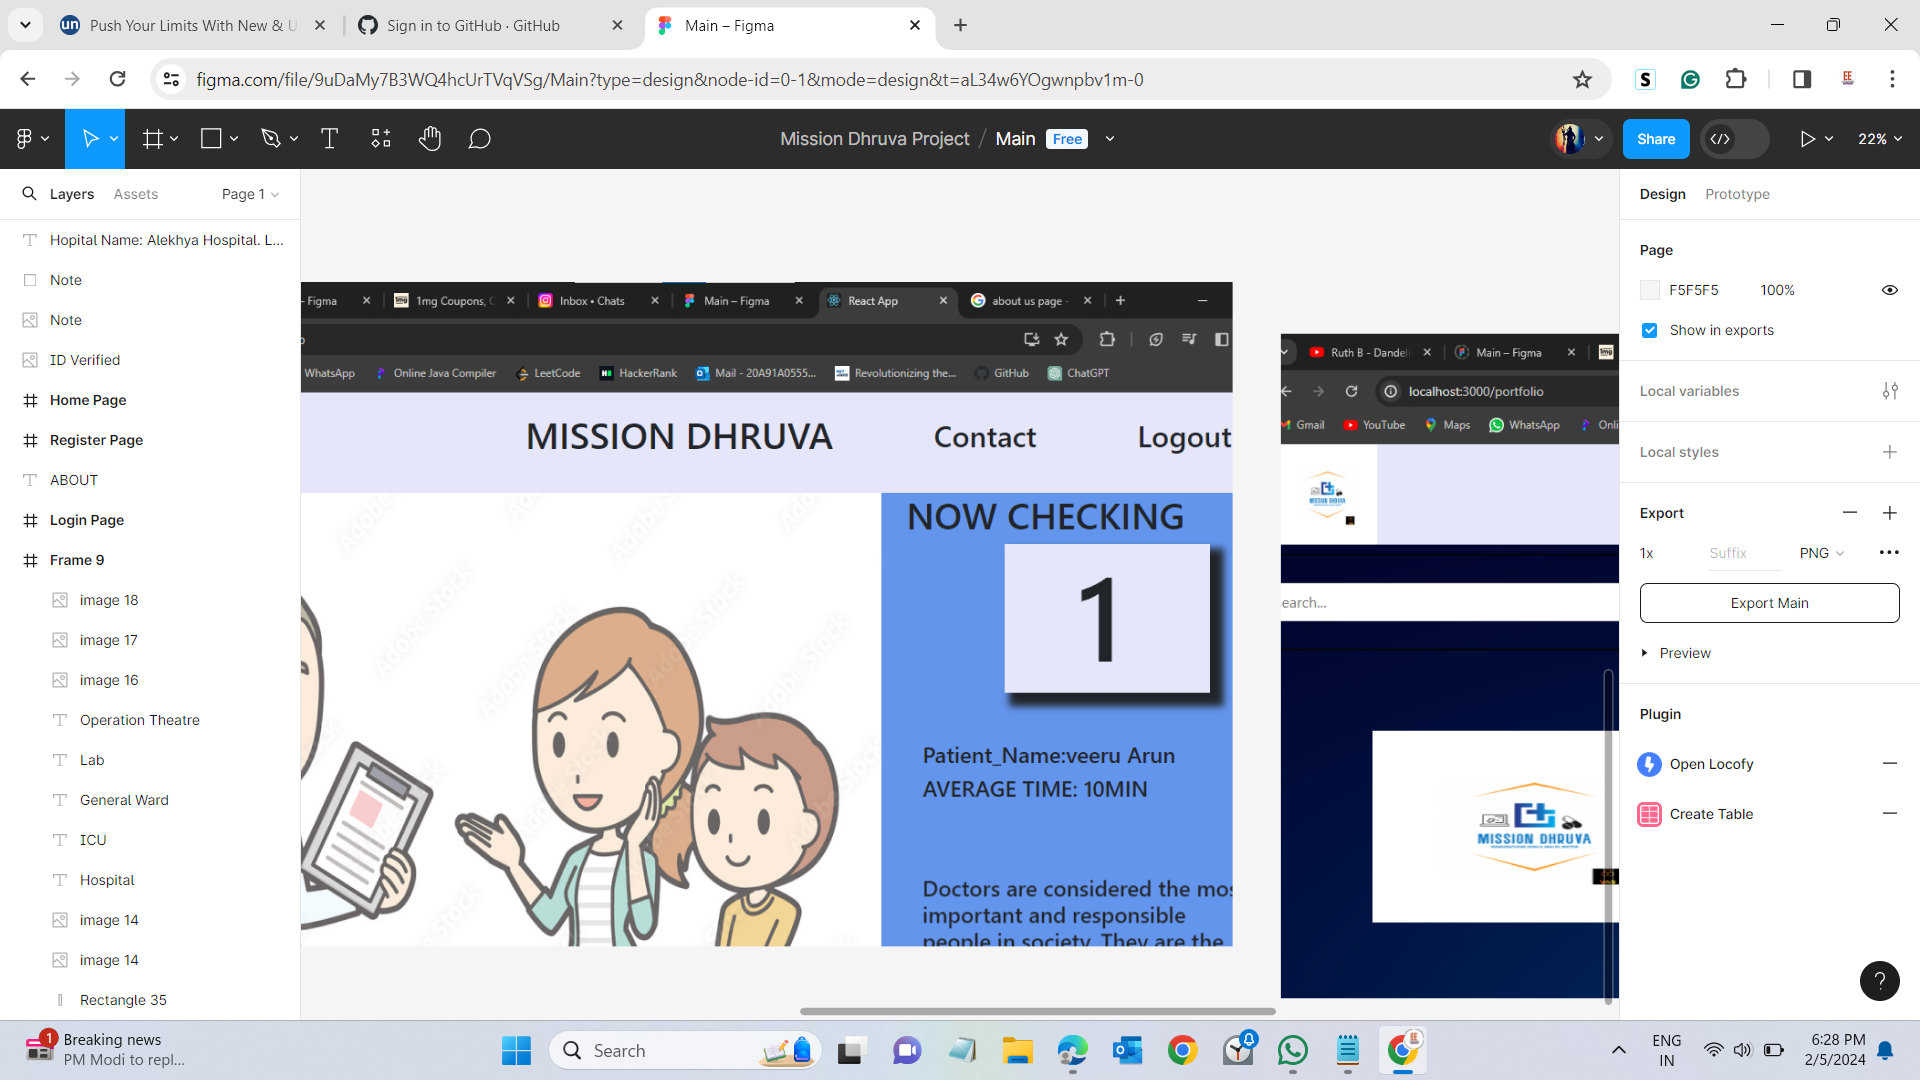 Push Your Limits With New & U
Sign in to GitHub · GitHub
Main – Figma
figma.com/file/9uDaMy7B3WQ4hcUrTVqVSg/Main?type=design&node-id=0-1&mode=design&t=aL34w6YOgwnpbv1m-0
Mission Dhruva Project / Main Free
Share
22%
Layers Assets Page 1
Hopital Name: Alekhya Hospital. L...
Note
Note
ID Verified
Home Page
Register Page
ABOUT
Login Page
Frame 9
image 18
image 17
image 16
Operation Theatre
Lab
General Ward
ICU
Hospital
image 14
image 14
Rectangle 35
- Figma
1mg Coupons, C
Inbox • Chats
Main – Figma
React App
about us page -
WhatsApp Online Java Compiler LeetCode HackerRank Mail - 20A91A0555... Revolutionizing the... GitHub ChatGPT
MISSION DHRUVA Contact Logout
NOW CHECKING
1
Patient_Name:veeru Arun
AVERAGE TIME: 10MIN
Doctors are considered the mos
important and responsible
people in society. They are the
Adobe Stock
Ruth B - Dandeli
Main – Figma
localhost:3000/portfolio
Gmail YouTube Maps WhatsApp Onli
MISSION DHRUVA
earch...
MISSION DHRUVA
Design Prototype
Page
F5F5F5 100%
Show in exports
Local variables
Local styles
Export
1x Suffix PNG
Export Main
Preview
Plugin
Open Locofy
Create Table
?
1
Breaking news
PM Modi to repl...
Search
ENG
IN
6:28 PM
2/5/2024